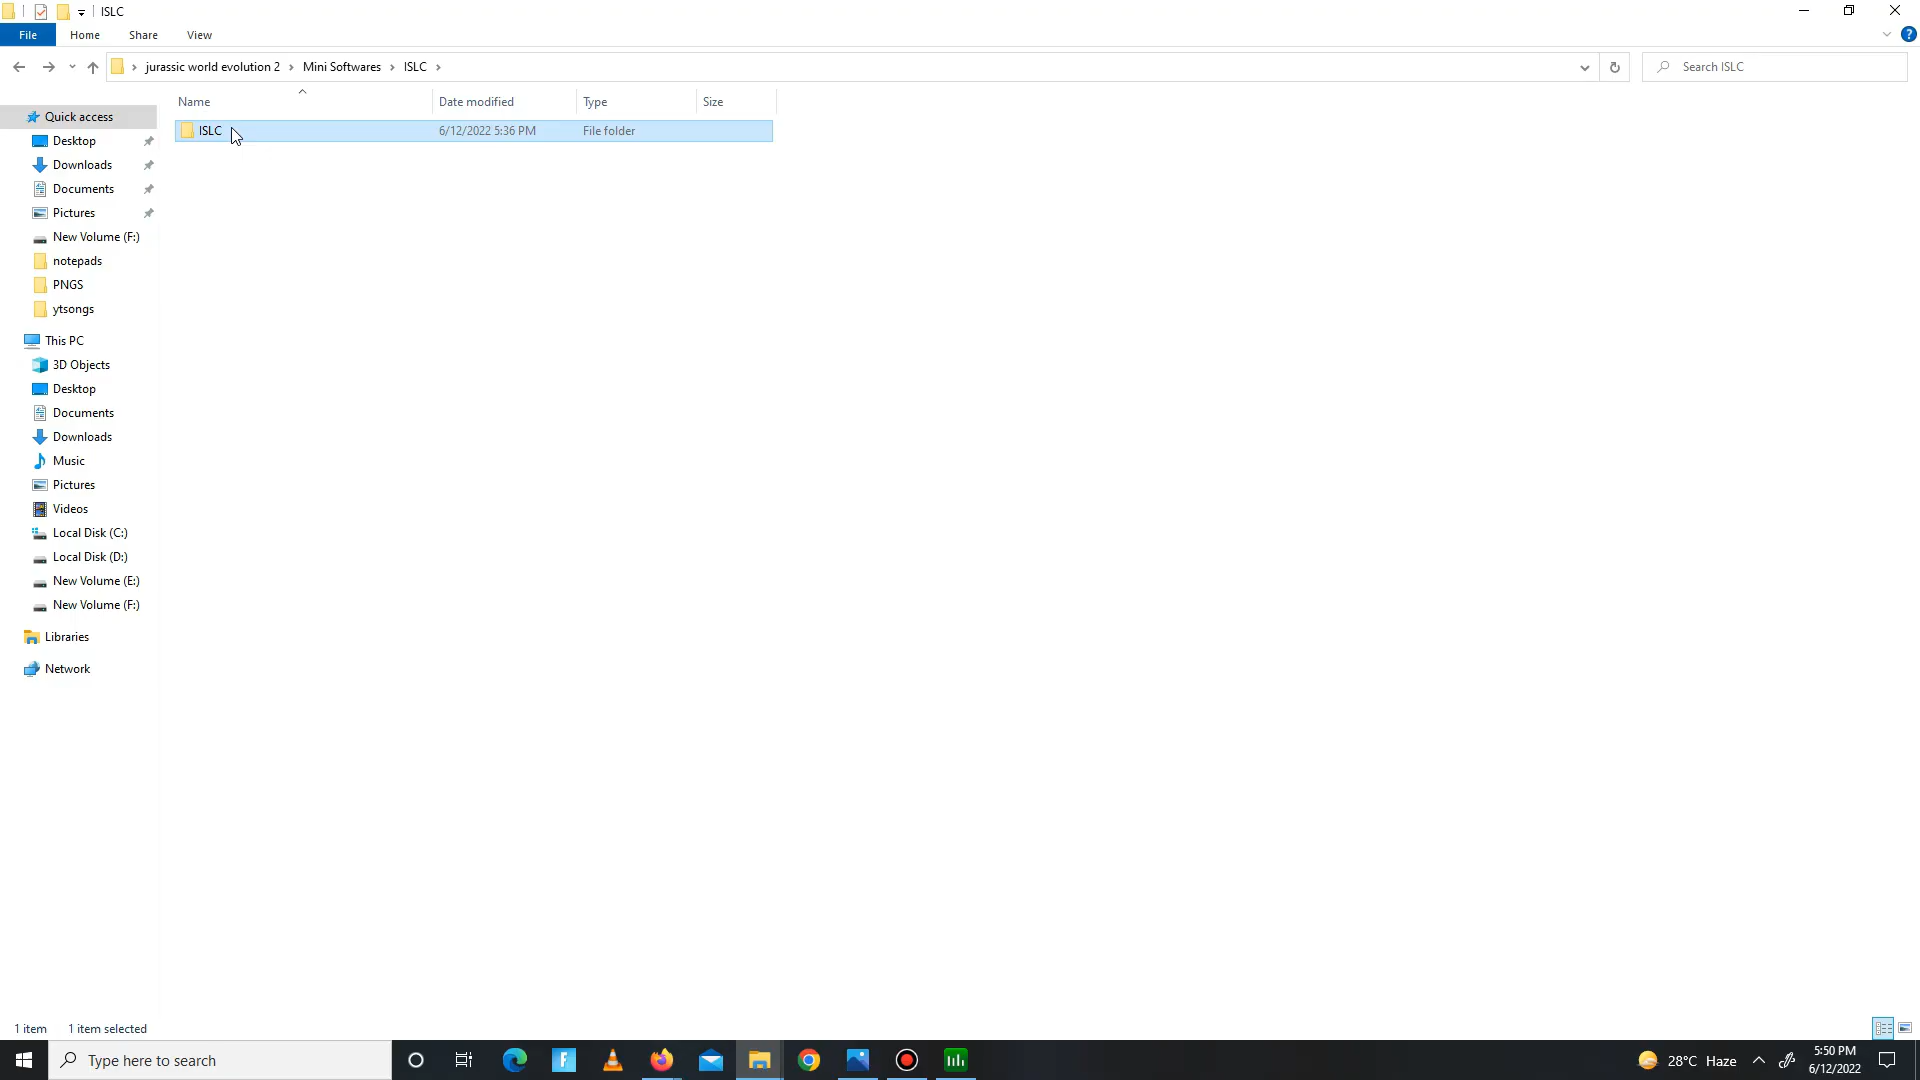 ISLC
File Home Share View
jurassic world evolution 2 Mini Softwares ISLC
Search ISLC
Name Date modified Type Size
ISLC 6/12/2022 5:36 PM File folder
Quick access
Desktop
Downloads
Documents
Pictures
New Volume (F:)
notepads
PNGS
ytsongs
This PC
3D Objects
Desktop
Documents
Downloads
Music
Pictures
Videos
Local Disk (C:)
Local Disk (D:)
New Volume (E:)
New Volume (F:)
Libraries
Network
1 item 1 item selected
Type here to search
28°C Haze
5:50 PM
6/12/2022